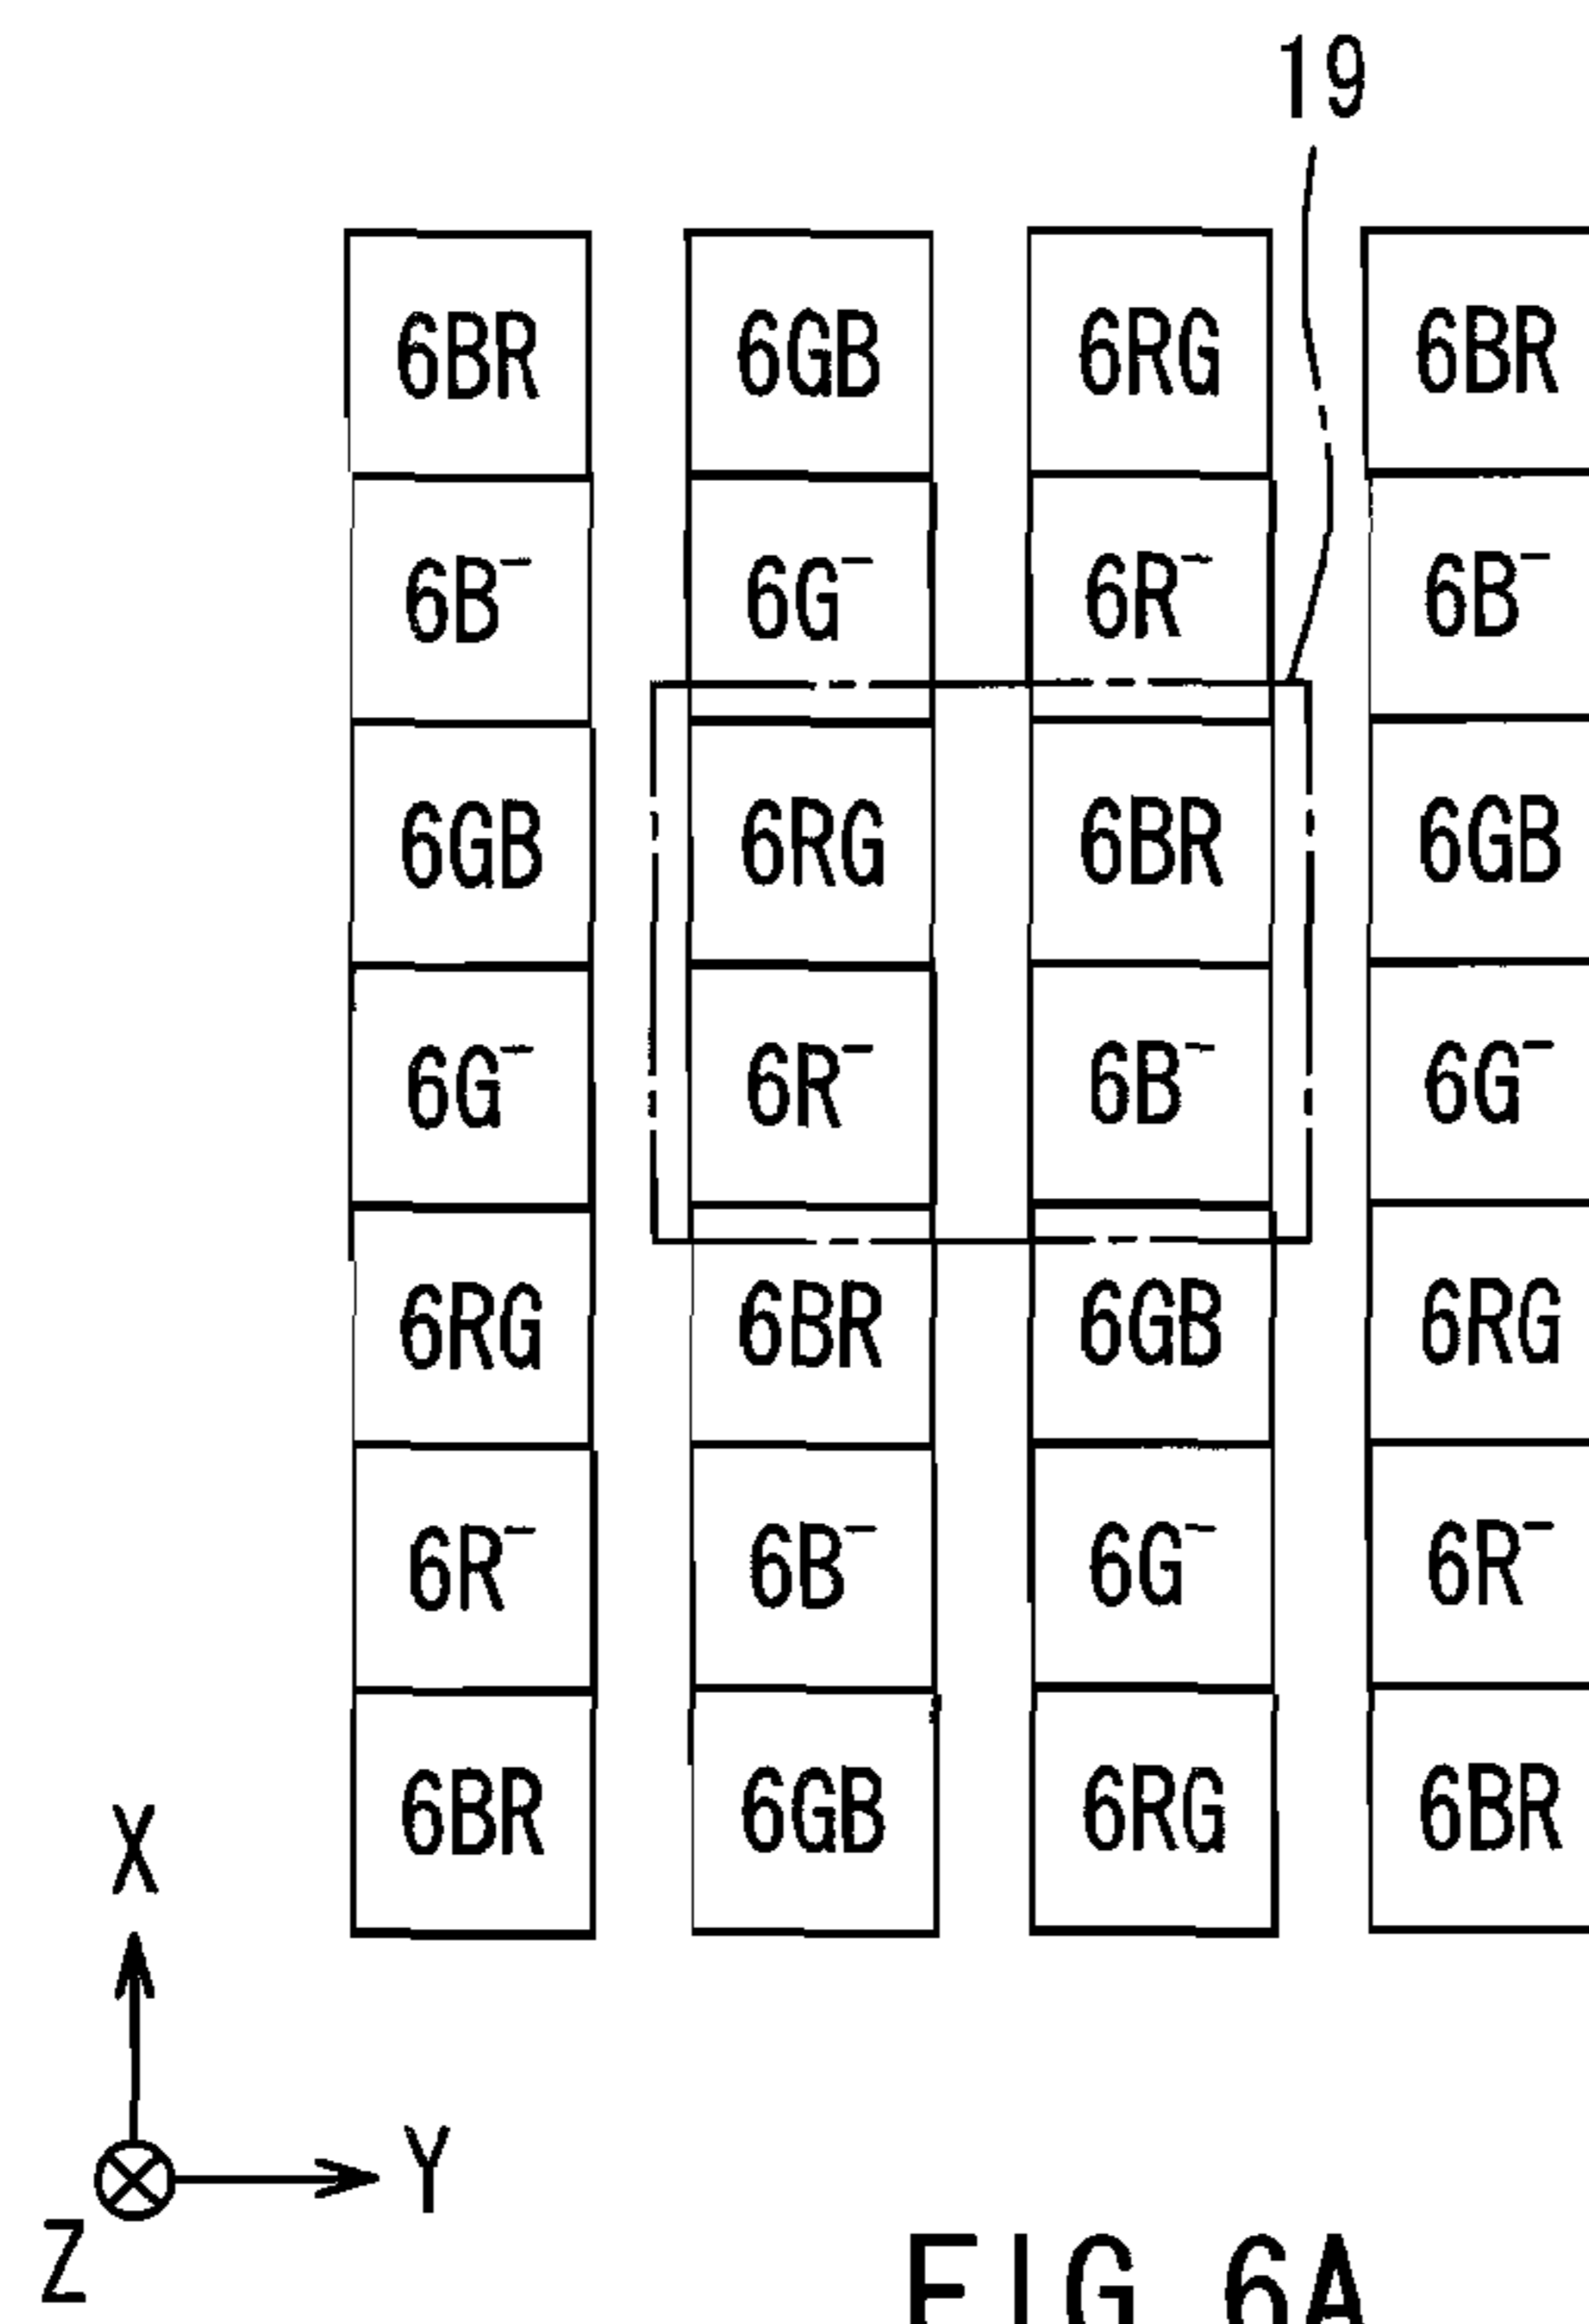 19
6BR 6GB 6RG 6BR
6B⁻ 6G⁻ 6R⁻ 6B⁻
6GB 6RG 6BR 6GB
6G⁻ 6R⁻ 6B⁻ 6G⁻
6RG 6BR 6GB 6RG
6R⁻ 6B⁻ 6G⁻ 6R⁻
6BR 6GB 6RG 6BR
X
Y
Z
FIG 6A